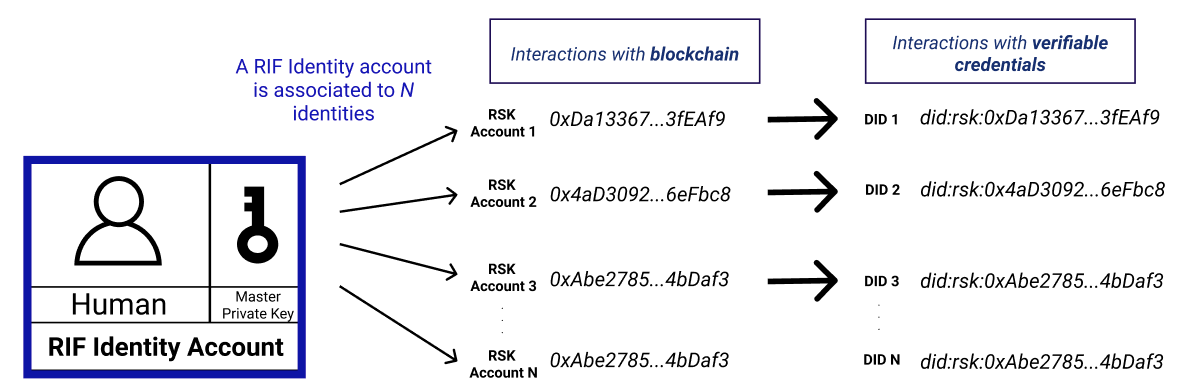 Interactions with blockchain
Interactions with verifiable
credentials
A RIF Identity account
is associated to N
identities
RSK
Account 1
0xDa13367...3fEAf9
DID 1
did:rsk:0xDa13367...3fEAf9
RSK
Account 2
0x4aD3092...6eFbc8
DID 2
did:rsk:0x4aD3092...6eFbc8
RSK
Account 3
0xAbe2785...4bDaf3
DID 3
did:rsk:0xAbe2785...4bDaf3
RSK
Account N
0xAbe2785...4bDaf3
DID N
did:rsk:0xAbe2785...4bDaf3
Human
Master
Private Key
RIF Identity Account